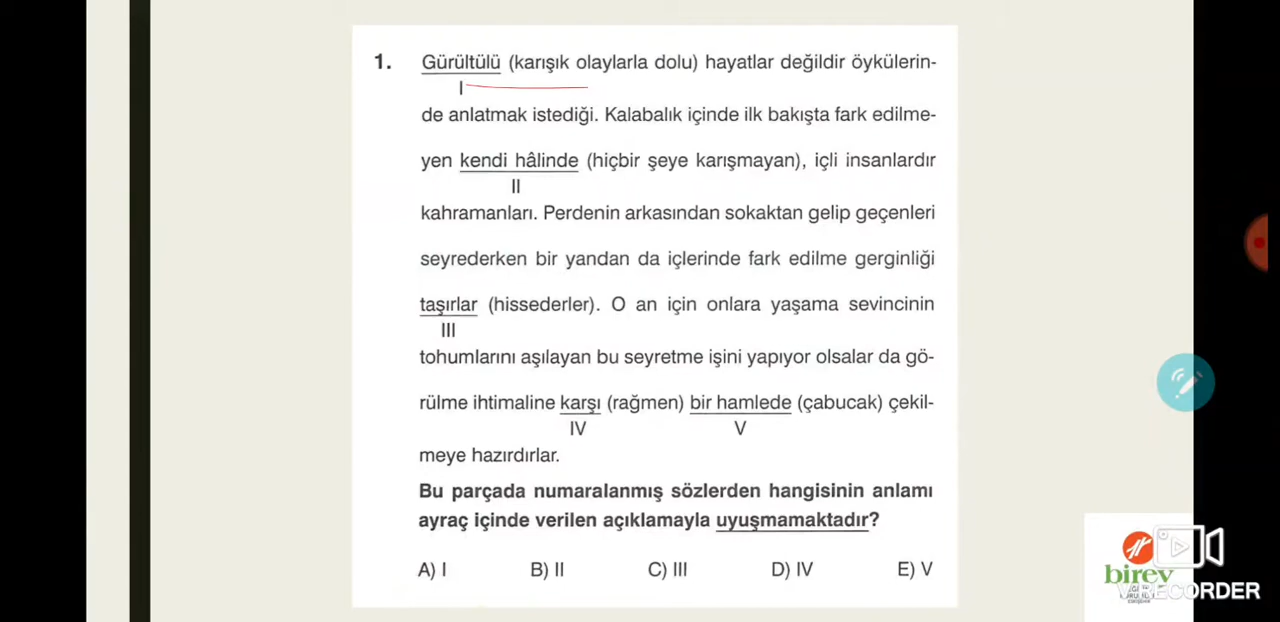 1. Gürültülü (karışık olaylarla dolu) hayatlar değildir öykülerin-
I
de anlatmak istediği. Kalabalık içinde ilk bakışta fark edilme-
yen kendi hâlinde (hiçbir şeye karışmayan), içli insanlardır
II
kahramanları. Perdenin arkasından sokaktan gelip geçenleri
seyrederken bir yandan da içlerinde fark edilme gerginliği
taşırlar (hissederler). O an için onlara yaşama sevincinin
III
tohumlarını aşılayan bu seyretme işini yapıyor olsalar da gö-
rülme ihtimaline karşı (rağmen) bir hamlede (çabucak) çekil-
IV V
meye hazırdırlar.
Bu parçada numaralanmış sözlerden hangisinin anlamı
ayraç içinde verilen açıklamayla uyuşmamaktadır?
A) I B) II C) III D) IV E) V
birey
RECORDER